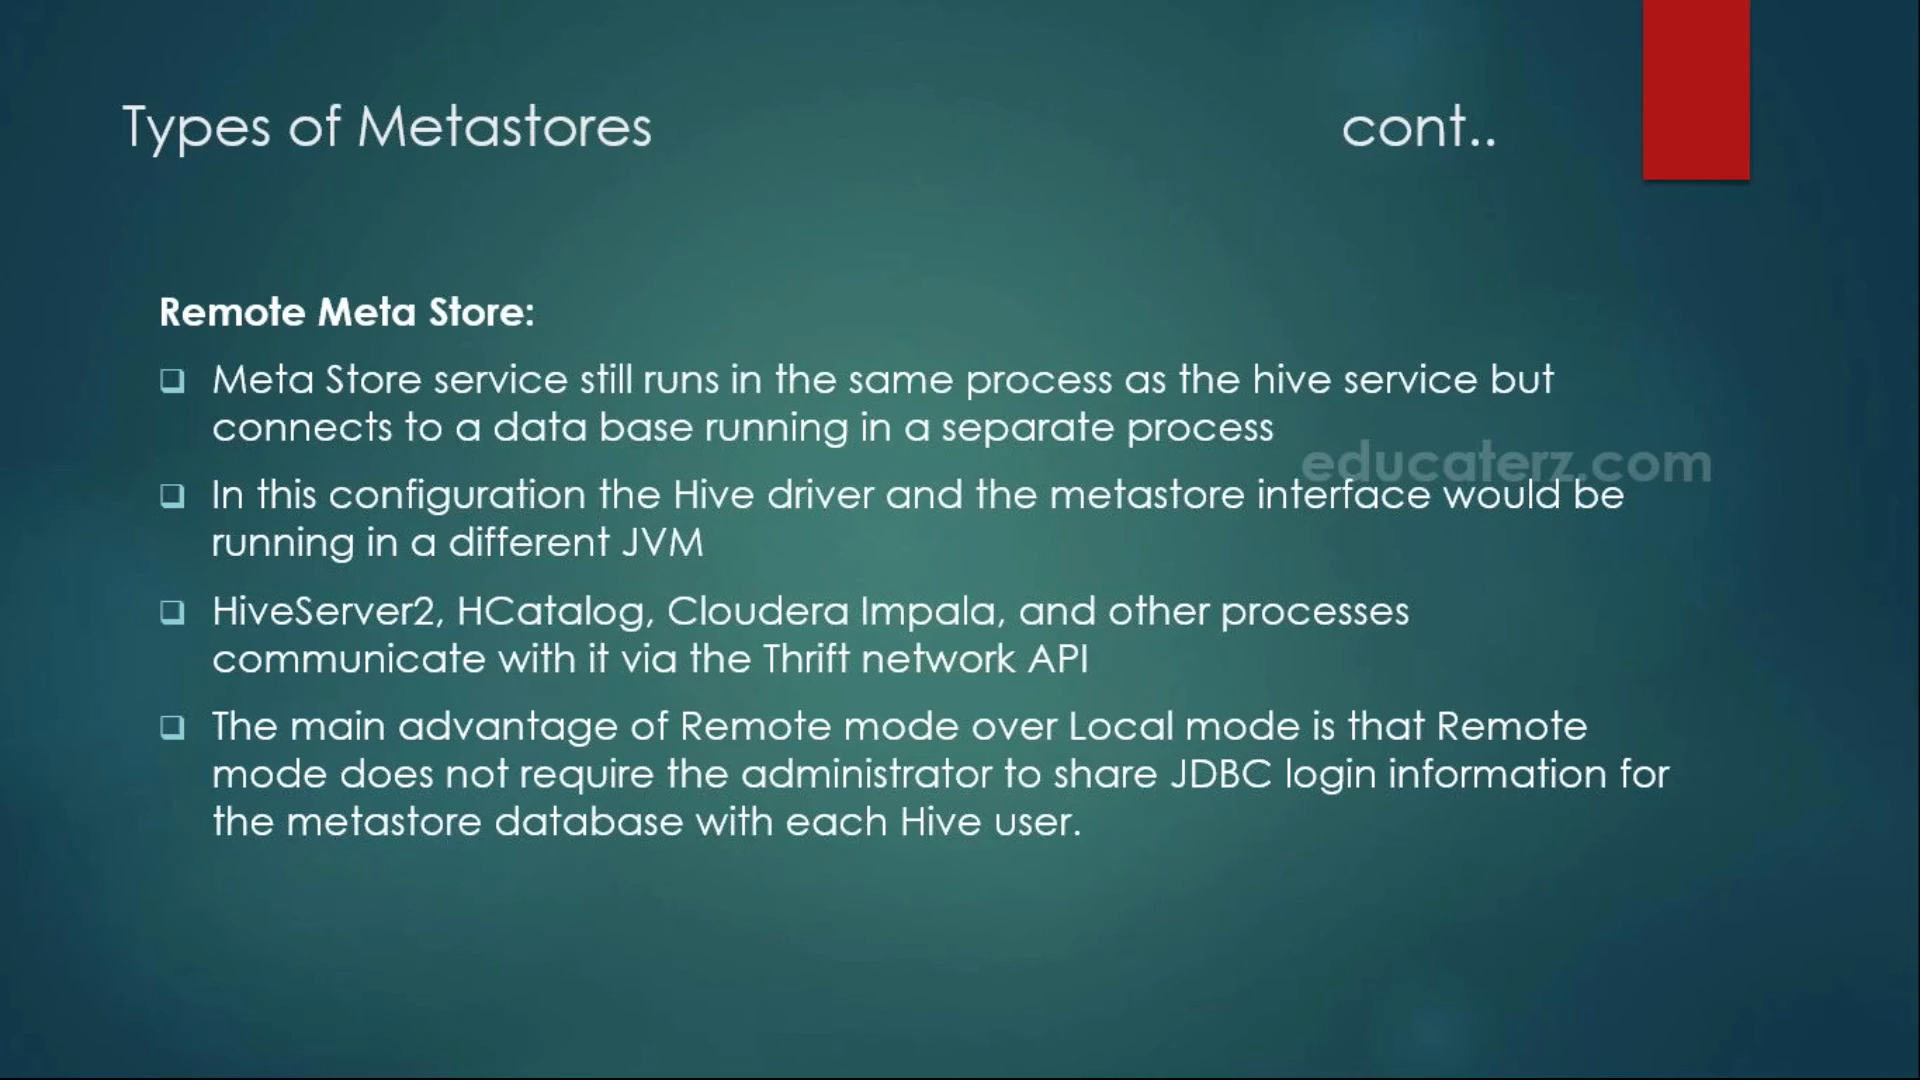 Types of Metastores cont..
Remote Meta Store:
Meta Store service still runs in the same process as the hive service but
connects to a data base running in a separate process
educaterz.com
In this configuration the Hive driver and the metastore interface would be
running in a different JVM
HiveServer2, HCatalog, Cloudera Impala, and other processes
communicate with it via the Thrift network API
The main advantage of Remote mode over Local mode is that Remote
mode does not require the administrator to share JDBC login information for
the metastore database with each Hive user.